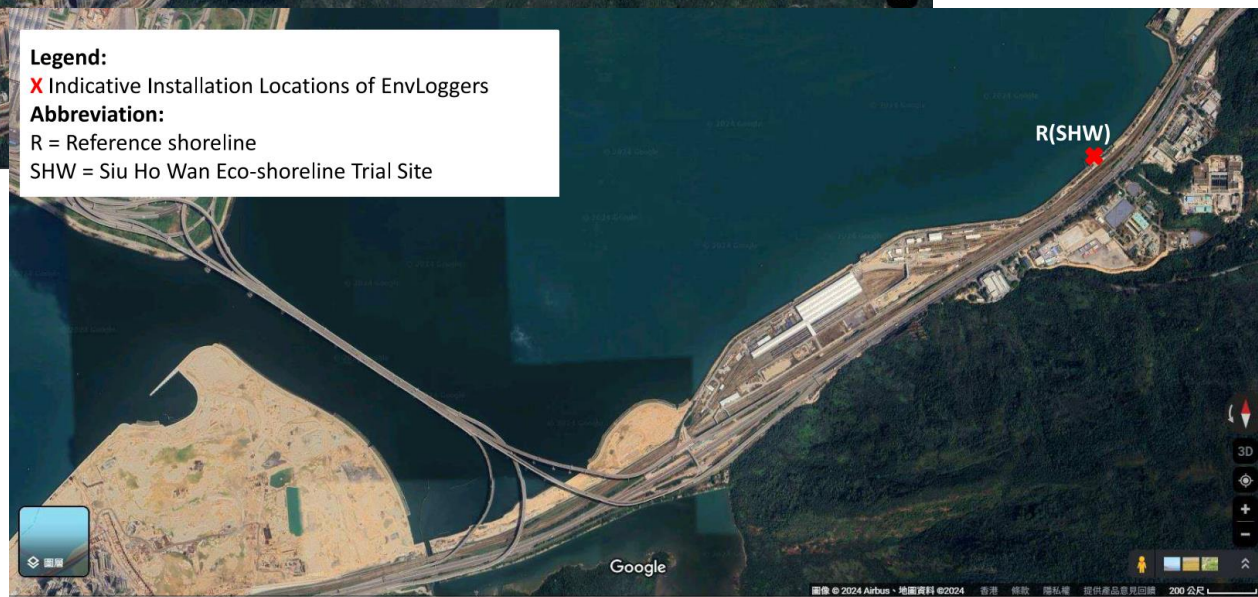 Legend:
X Indicative Installation Locations of EnvLoggers
Abbreviation:
R = Reference shoreline
SHW = Siu Ho Wan Eco-shoreline Trial Site
R(SHW)
3D
圖層
Google
圖像 © 2024 Airbus、地圖資料 ©2024 香港 條款 隱私權 提供產品意見回饋 200 公尺